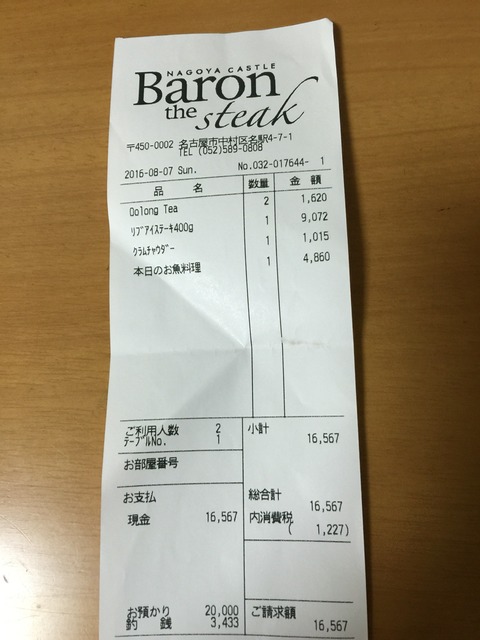 NAGOYA CASTLE
Baron
the steak
〒450-0002 名古屋市中村区名駅4-7-1
TEL (052)589-0808
2016-08-07 Sun. No.032-017644- 1
品 名 数量 金 額
Oolong Tea 2 1,620
ﾘﾌﾞｱｲｽﾃｰｷ400g 1 9,072
ｸﾗﾑﾁｬｳﾀﾞｰ 1 1,015
本日のお魚料理 1 4,860
ご利用人数 2 小計
ﾃｰﾌﾞﾙNo. 1 16,567
お部屋番号
お支払 総合計
現金 16,567 16,567
内消費税
( 1,227)
お預かり 20,000 ご請求額
釣 銭 3,433 16,567